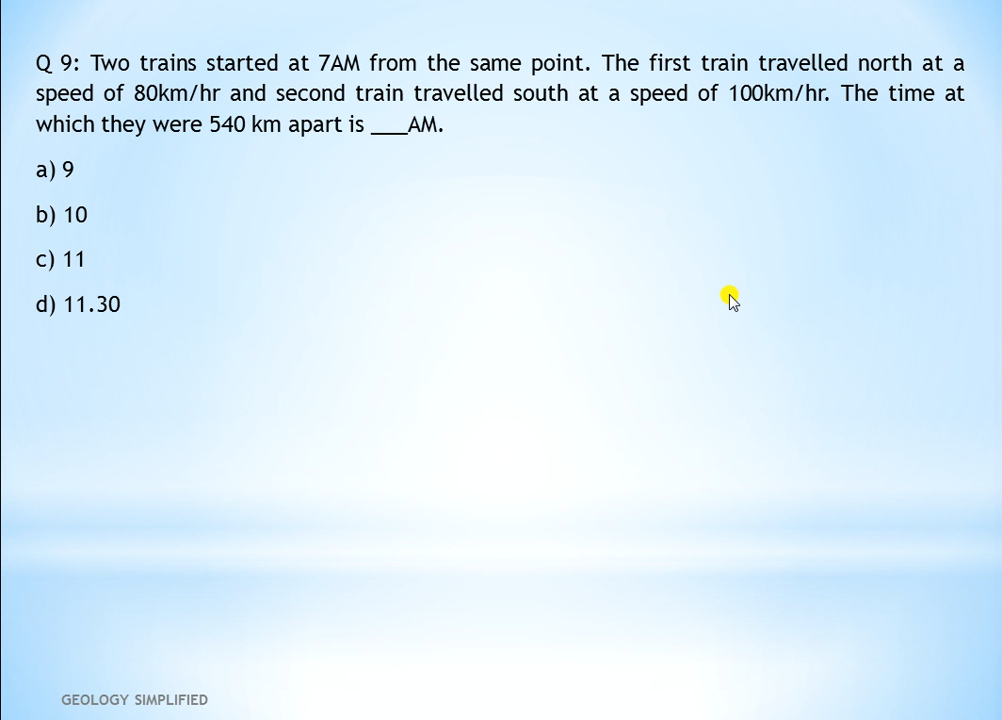 Q 9: Two trains started at 7AM from the same point. The first train travelled north at a
speed of 80km/hr and second train travelled south at a speed of 100km/hr. The time at
which they were 540 km apart is ___AM.
a) 9
b) 10
c) 11
d) 11.30
GEOLOGY SIMPLIFIED